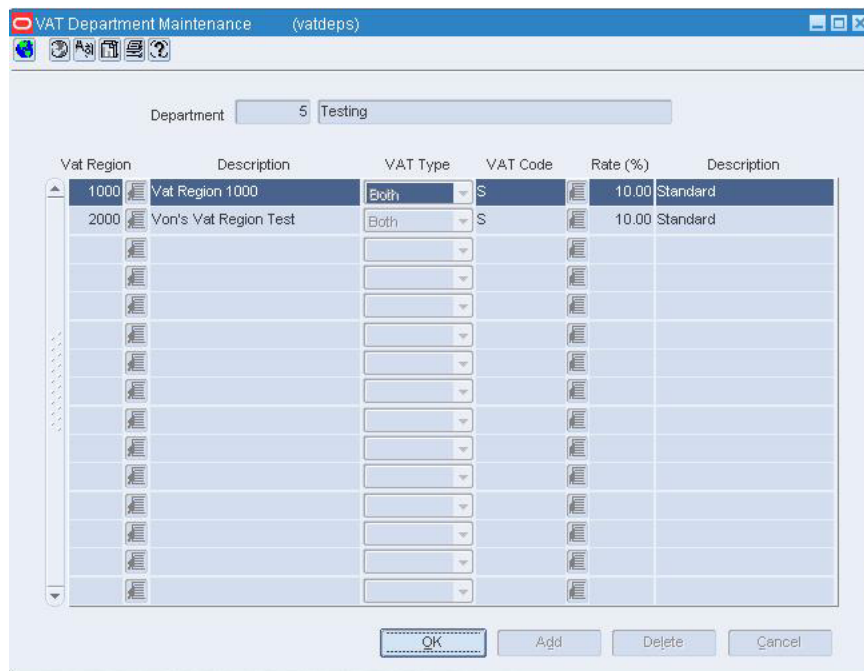 VAT Department Maintenance (vatdeps)
Department 5 Testing
Vat Region Description VAT Type VAT Code Rate (%) Description
1000 Vat Region 1000 Both S 10.00 Standard
2000 Von's Vat Region Test Both S 10.00 Standard
OK Add Delete Cancel